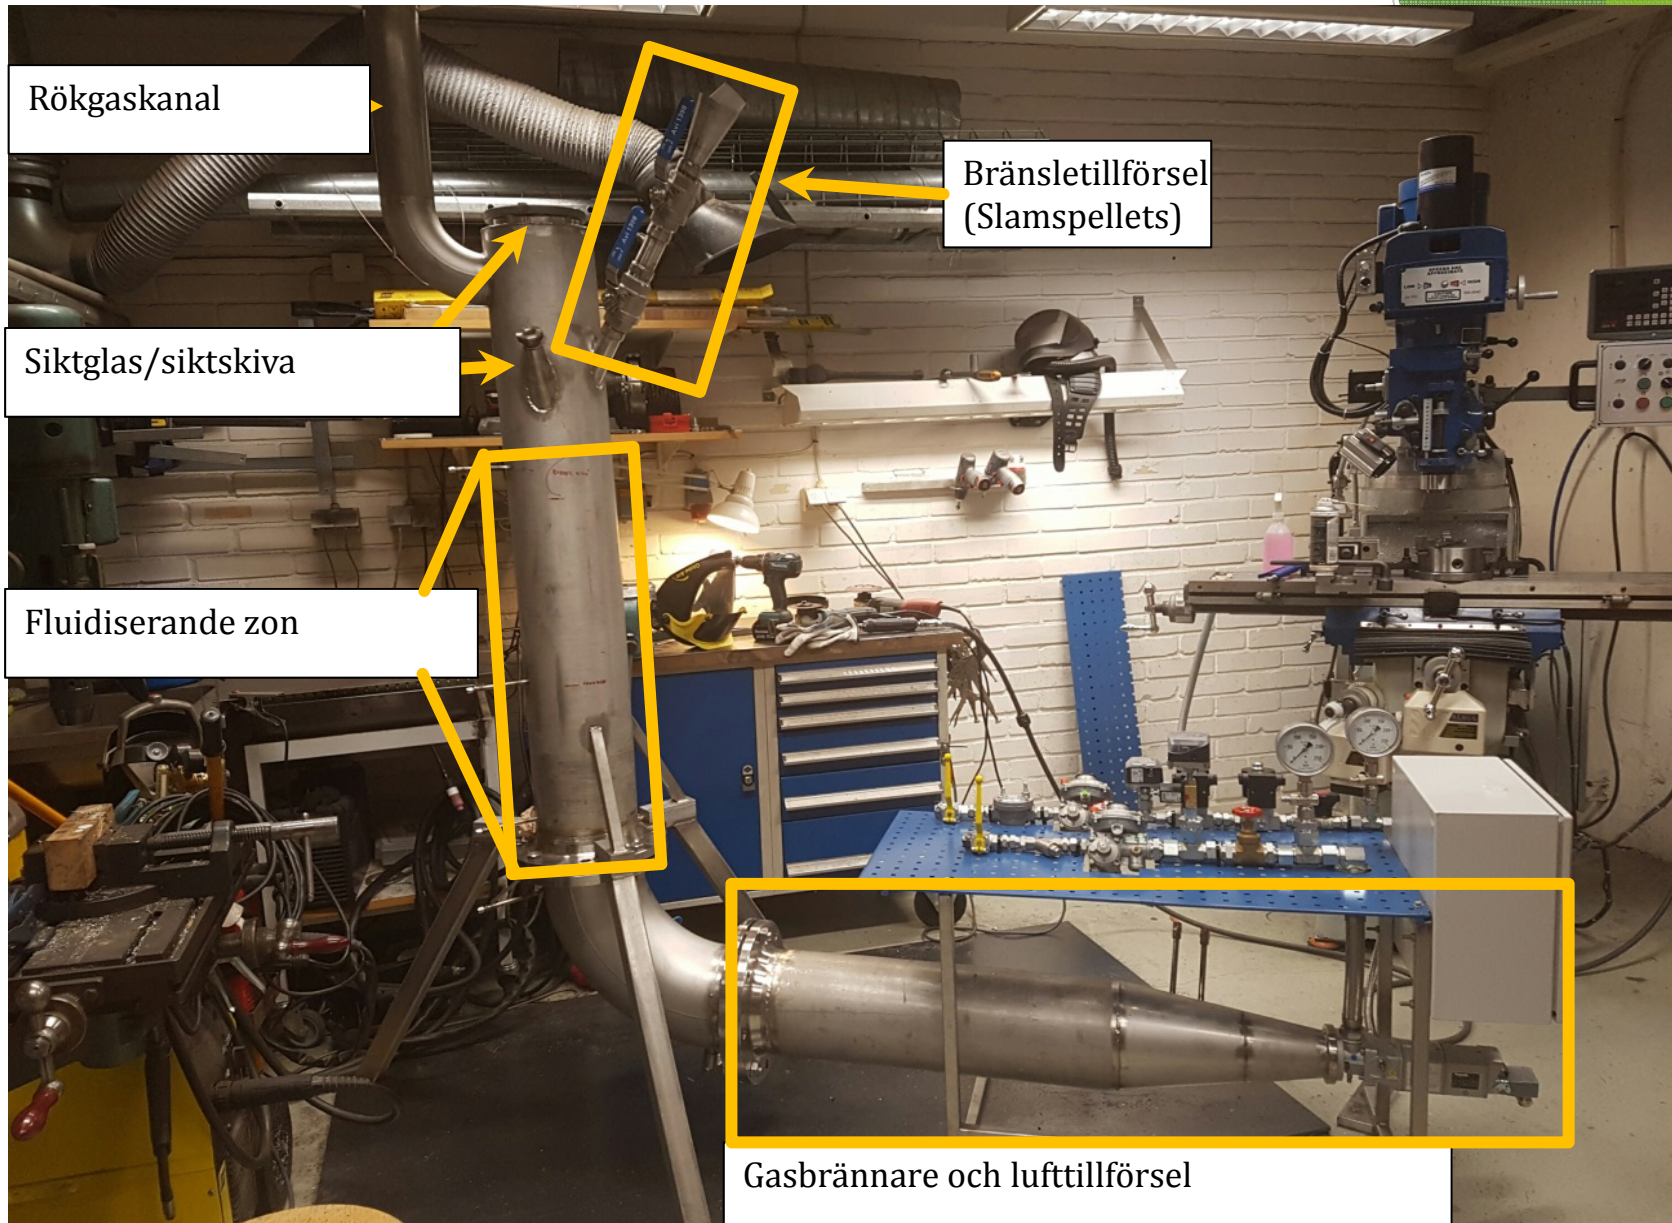 Rökgaskanal
Bränsletillförsel
(Slamspellets)
Siktglas/siktskiva
Fluidiserande zon
Gasbrännare och lufttillförsel